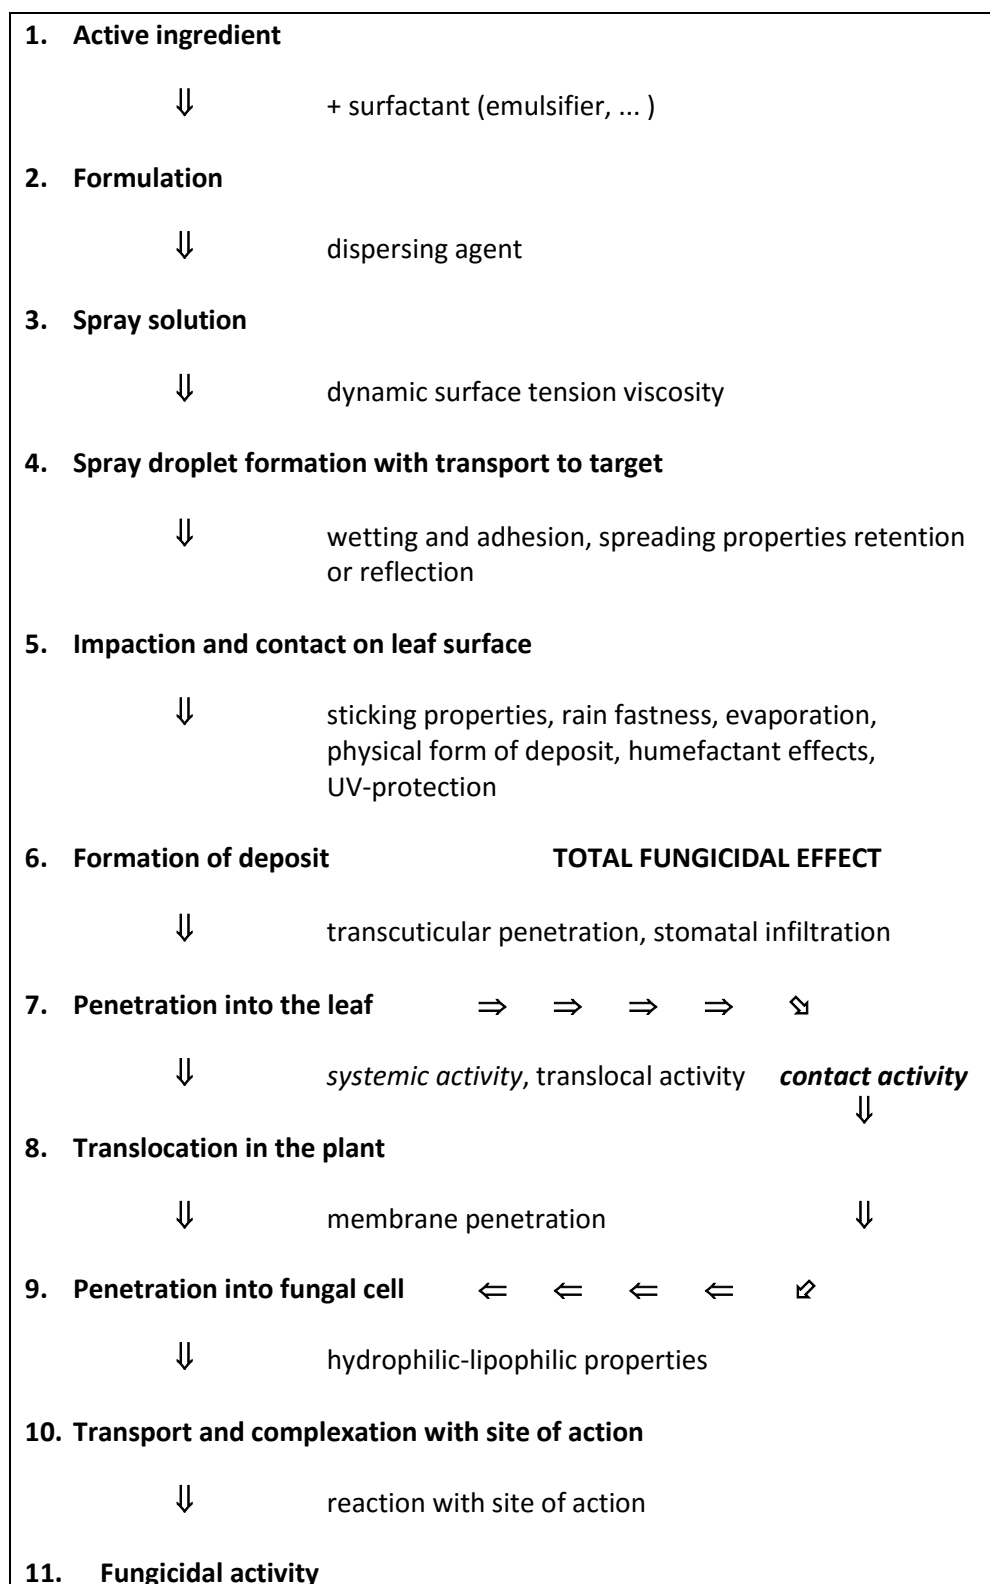 1. Active ingredient
⇓ + surfactant (emulsifier, ... )
2. Formulation
⇓ dispersing agent
3. Spray solution
⇓ dynamic surface tension viscosity
4. Spray droplet formation with transport to target
⇓ wetting and adhesion, spreading properties retention
or reflection
5. Impaction and contact on leaf surface
⇓ sticking properties, rain fastness, evaporation,
physical form of deposit, humefactant effects,
UV-protection
6. Formation of deposit TOTAL FUNGICIDAL EFFECT
⇓ transcuticular penetration, stomatal infiltration
7. Penetration into the leaf ⇒ ⇒ ⇒ ⇒ ⇘
⇓ systemic activity, translocal activity contact activity
⇓
8. Translocation in the plant
⇓ membrane penetration ⇓
9. Penetration into fungal cell ⇐ ⇐ ⇐ ⇐ ⇙
⇓ hydrophilic-lipophilic properties
10. Transport and complexation with site of action
⇓ reaction with site of action
11. Fungicidal activity